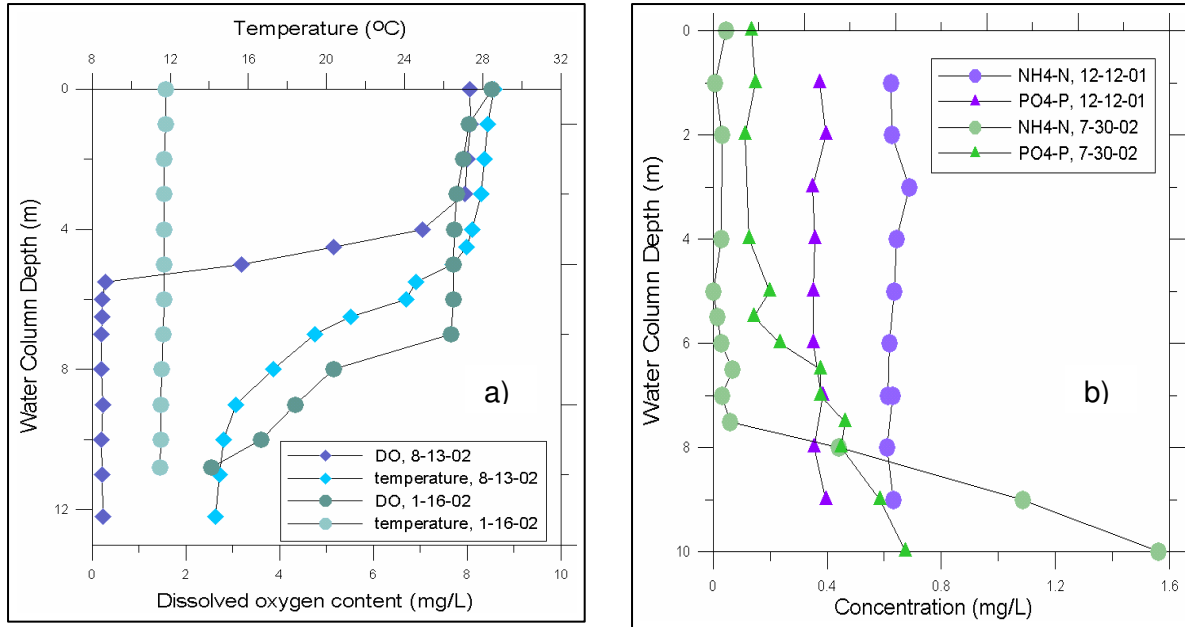 Temperature (ºC)
8 12 16 20 24 28 32
0
4
8
12
Water Column Depth (m)
a)
DO, 8-13-02
temperature, 8-13-02
DO, 1-16-02
temperature, 1-16-02
0 2 4 6 8 10
Dissolved oxygen content (mg/L)
b)
0
2
4
6
8
10
Water Column Depth (m)
NH4-N, 12-12-01
PO4-P, 12-12-01
NH4-N, 7-30-02
PO4-P, 7-30-02
0 0.4 0.8 1.2 1.6
Concentration (mg/L)